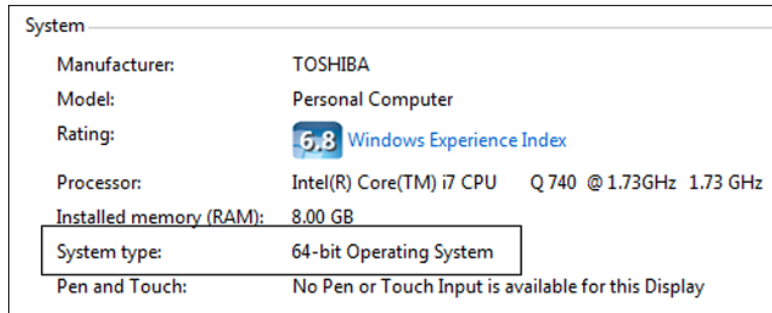 System
Manufacturer: TOSHIBA
Model: Personal Computer
Rating: 6.8 Windows Experience Index
Processor: Intel(R) Core(TM) i7 CPU Q 740 @ 1.73GHz 1.73 GHz
Installed memory (RAM): 8.00 GB
System type: 64-bit Operating System
Pen and Touch: No Pen or Touch Input is available for this Display